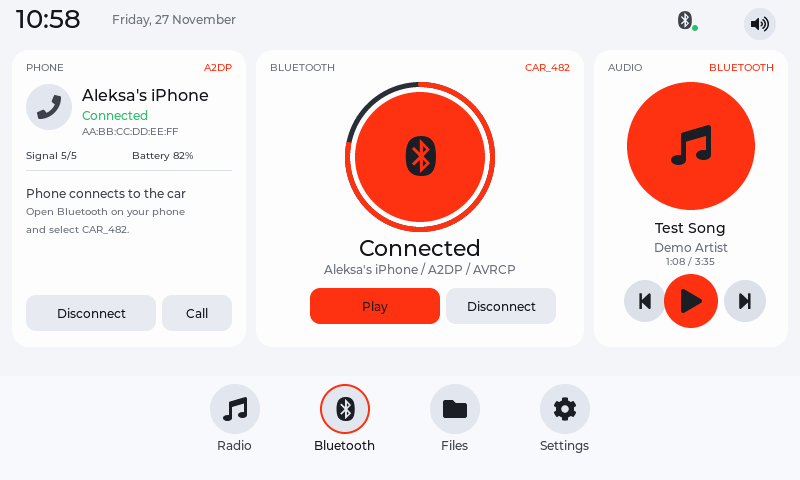 10:58
Friday, 27 November
PHONE
A2DP
Aleksa's iPhone
Connected
AA:BB:CC:DD:EE:FF
Signal 5/5
Battery 82%
Phone connects to the car
Open Bluetooth on your phone
and select CAR_482.
Disconnect
Call
BLUETOOTH
CAR_482
Connected
Aleksa's iPhone / A2DP / AVRCP
Play
Disconnect
AUDIO
BLUETOOTH
Test Song
Demo Artist
1:08 / 3:35
Radio
Bluetooth
Files
Settings